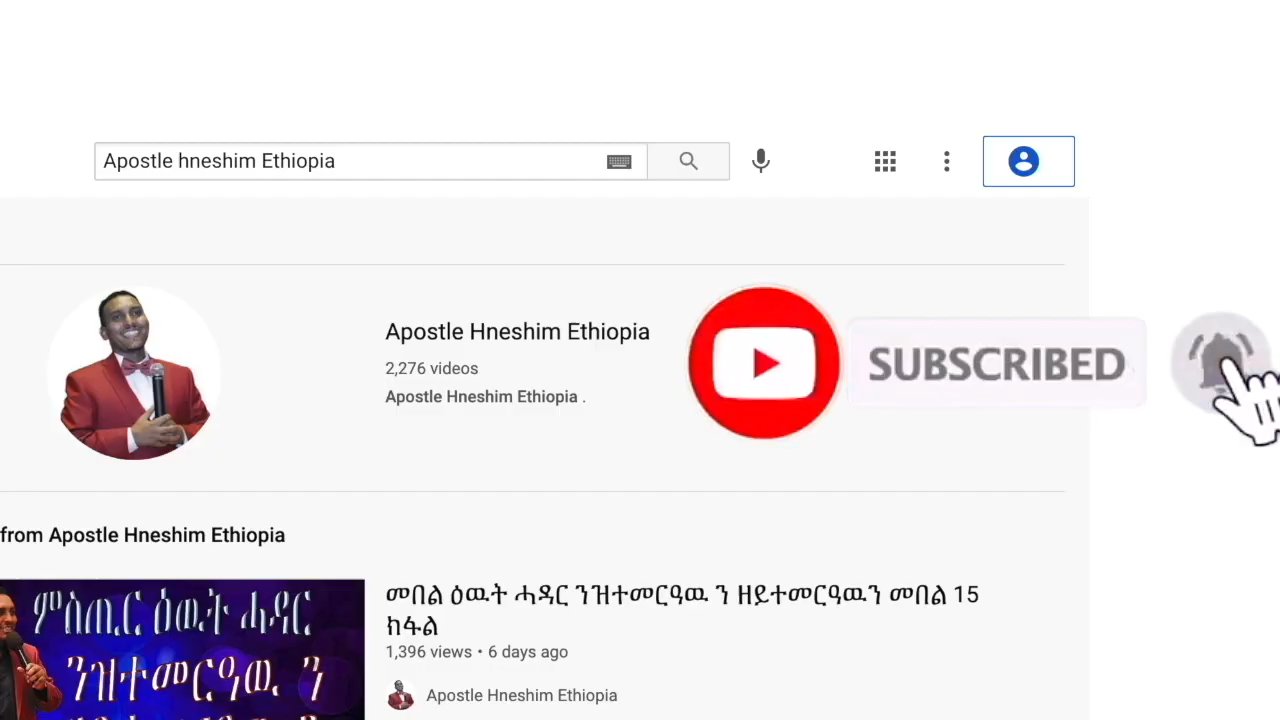 Apostle hneshim Ethiopia
Apostle Hneshim Ethiopia
2,276 videos
Apostle Hneshim Ethiopia .
SUBSCRIBED
from Apostle Hneshim Ethiopia
ምስጢር ዕዉት ሓዳር
ንዝተመርዓዉ ን
መበል ዕዉት ሓዳር ንዝተመርዓዉ ን ዘይተመርዓዉን መበል 15
ክፋል
1,396 views • 6 days ago
Apostle Hneshim Ethiopia